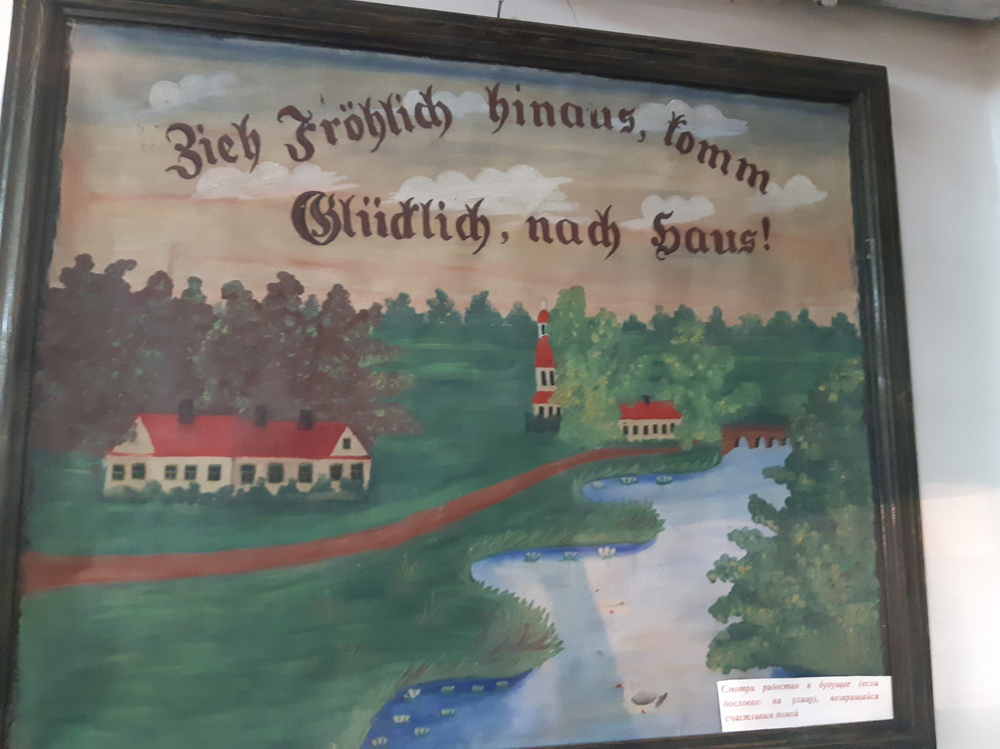 Zieh Fröhlich hinaus, komm
Glücklich, nach Haus!
Смотри радостно в будущее (если
дословно: на улицу), возвращайся
счастливым домой